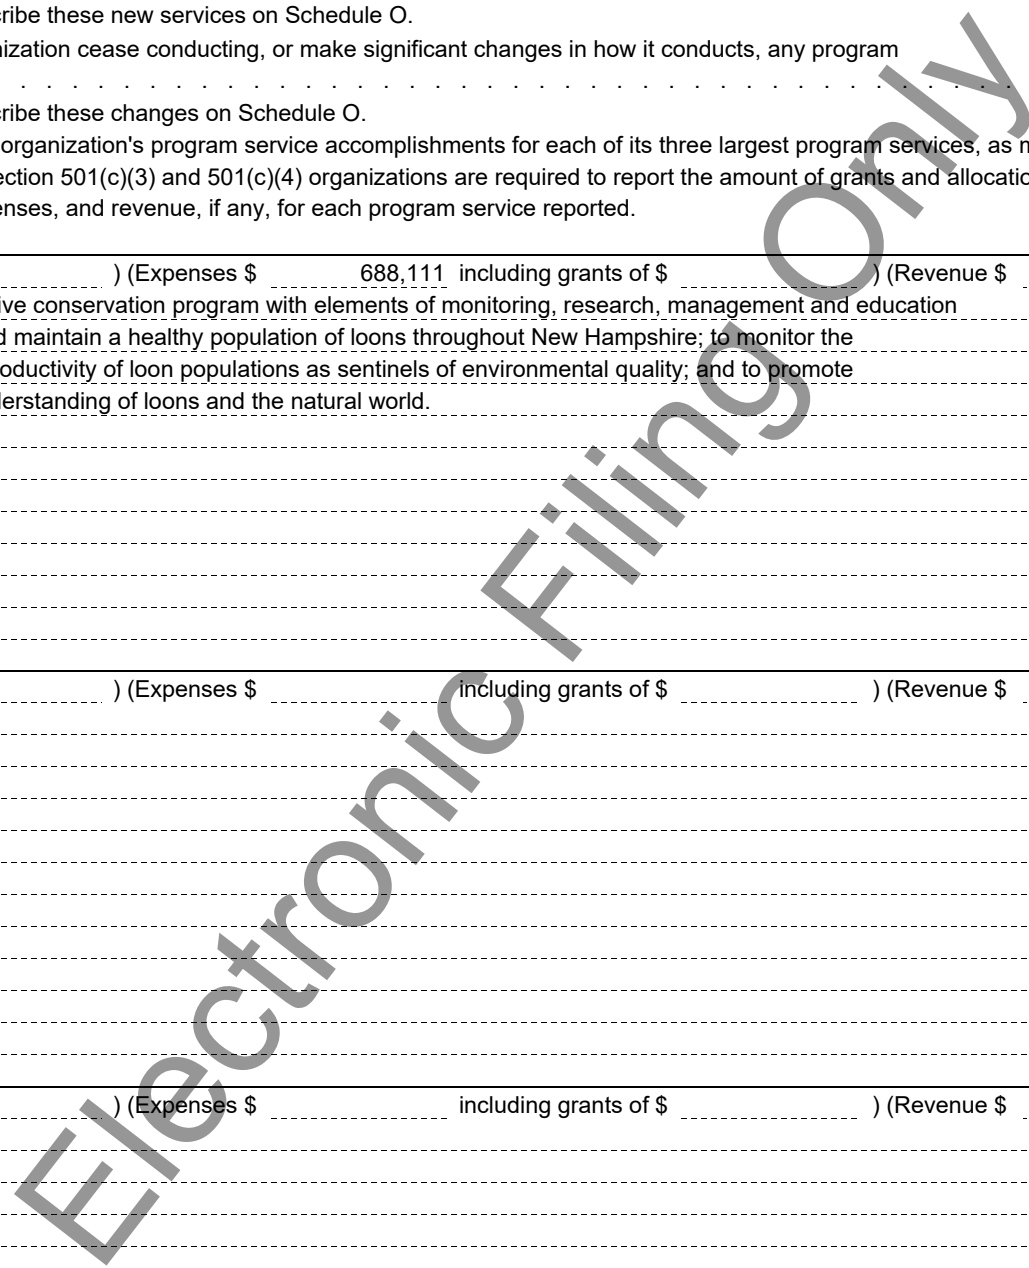 cribe these new services on Schedule O.
nization cease conducting, or make significant changes in how it conducts, any program
. . . . . . . . . . . . . . . . . . . . . . . . . . . . . . . . . . . . . . .
cribe these changes on Schedule O.
organization's program service accomplishments for each of its three largest program services, as m
ection 501(c)(3) and 501(c)(4) organizations are required to report the amount of grants and allocatio
enses, and revenue, if any, for each program service reported.
) (Expenses $ 688,111 including grants of $ ) (Revenue $
ive conservation program with elements of monitoring, research, management and education
d maintain a healthy population of loons throughout New Hampshire; to monitor the
oductivity of loon populations as sentinels of environmental quality; and to promote
derstanding of loons and the natural world.
) (Expenses $ including grants of $ ) (Revenue $
) (Expenses $ including grants of $ ) (Revenue $
Electronic Filing Only